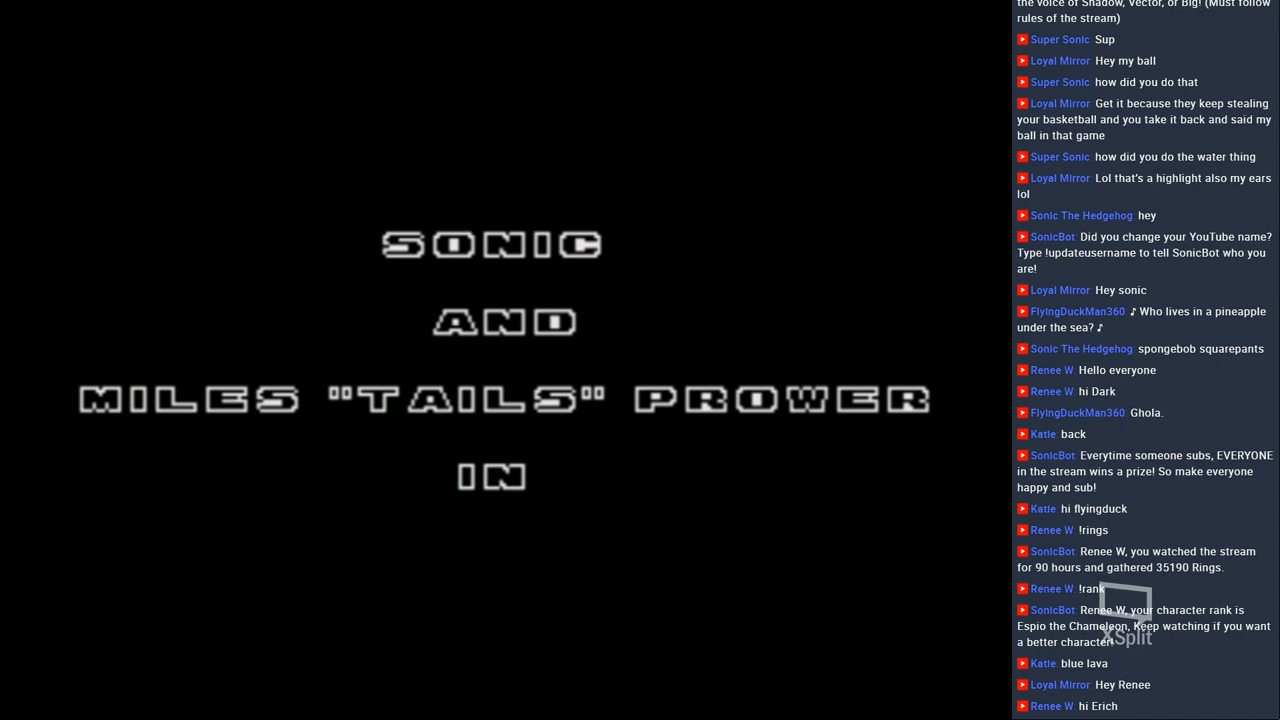 SONIC
AND
MILES "TAILS" PROWER
IN
the voice of Shadow, Vector, or Big! (Must follow
rules of the stream)
Super Sonic Sup
Loyal Mirror Hey my ball
Super Sonic how did you do that
Loyal Mirror Get it because they keep stealing
your basketball and you take it back and said my
ball in that game
Super Sonic how did you do the water thing
Loyal Mirror Lol that's a highlight also my ears
lol
Sonic The Hedgehog hey
SonicBot Did you change your YouTube name?
Type !updateusername to tell SonicBot who you
are!
Loyal Mirror Hey sonic
FlyingDuckMan360 ♪ Who lives in a pineapple
under the sea? ♪
Sonic The Hedgehog spongebob squarepants
Renee W Hello everyone
Renee W hi Dark
FlyingDuckMan360 Ghola.
Katie back
SonicBot Everytime someone subs, EVERYONE
in the stream wins a prize! So make everyone
happy and sub!
Katie hi flyingduck
Renee W !rings
SonicBot Renee W, you watched the stream
for 90 hours and gathered 35190 Rings.
Renee W !rank
SonicBot Renee W, your character rank is
Espio the Chameleon, Keep watching if you want
a better character!
XSplit
Katie blue lava
Loyal Mirror Hey Renee
Renee W hi Erich